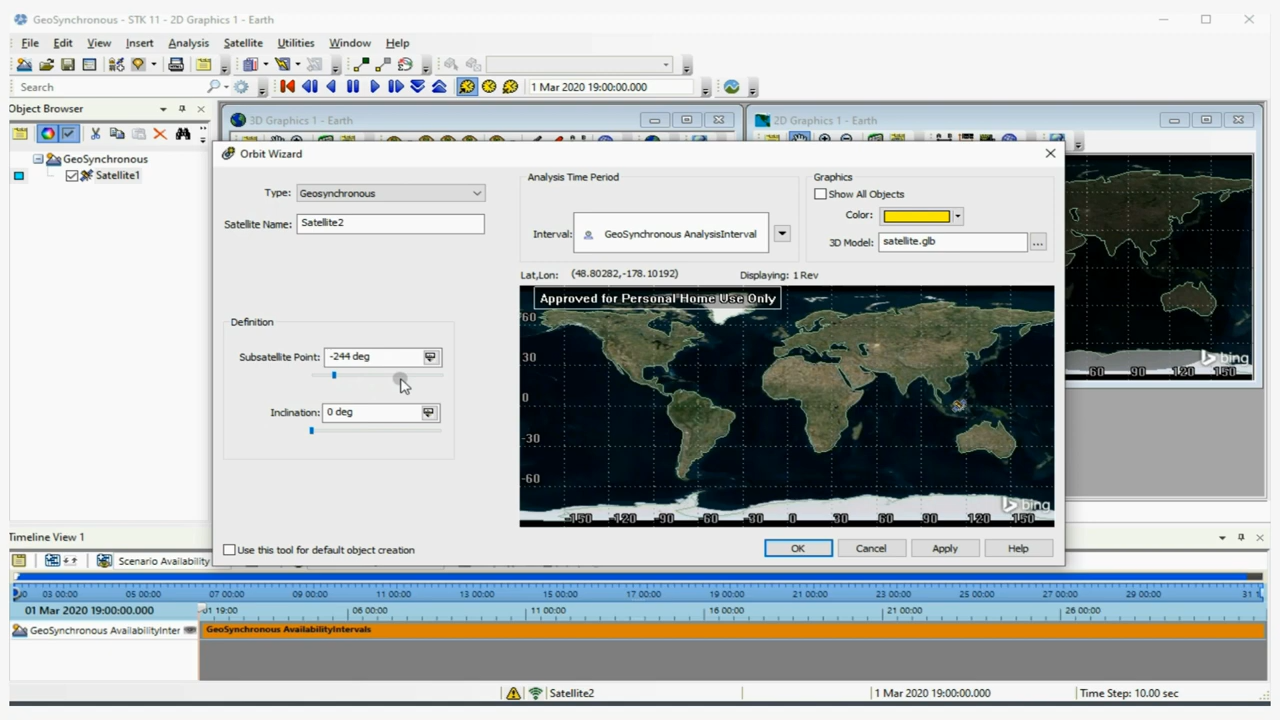 GeoSynchronous - STK 11 - 2D Graphics 1 - Earth
File Edit View Insert Analysis Satellite Utilities Window Help
Search
1 Mar 2020 19:00:00.000
Object Browser
3D Graphics 1 - Earth
2D Graphics 1 - Earth
GeoSynchronous
Satellite1
Orbit Wizard
Type: Geosynchronous
Satellite Name: Satellite2
Analysis Time Period
Interval: GeoSynchronous AnalysisInterval
Graphics
Show All Objects
Color:
3D Model: satellite.glb ...
Lat,Lon: (48.80282,-178.10192) Displaying: 1 Rev
Approved for Personal Home Use Only
60
30
0
-30
-60
-150 -120 -90 -60 -30 0 30 60 90 120 150
bing
Definition
Subsatellite Point: -244 deg
Inclination: 0 deg
Use this tool for default object creation
OK Cancel Apply Help
bing
60 90 120 150
Timeline View 1
Scenario Availability
03 00:00 05 00:00 07 00:00 09 00:00 11 00:00 13 00:00 15 00:00 17 00:00 19 00:00 21 00:00 23 00:00 25 00:00 27 00:00 29 00:00
01 Mar 2020 19:00:00.000 01 19:00 06 00:00 11 00:00 16 00:00 21 00:00 26 00:00
GeoSynchronous AvailabilityInter GeoSynchronous AvailabilityIntervals
Satellite2 1 Mar 2020 19:00:00.000 Time Step: 10.00 sec